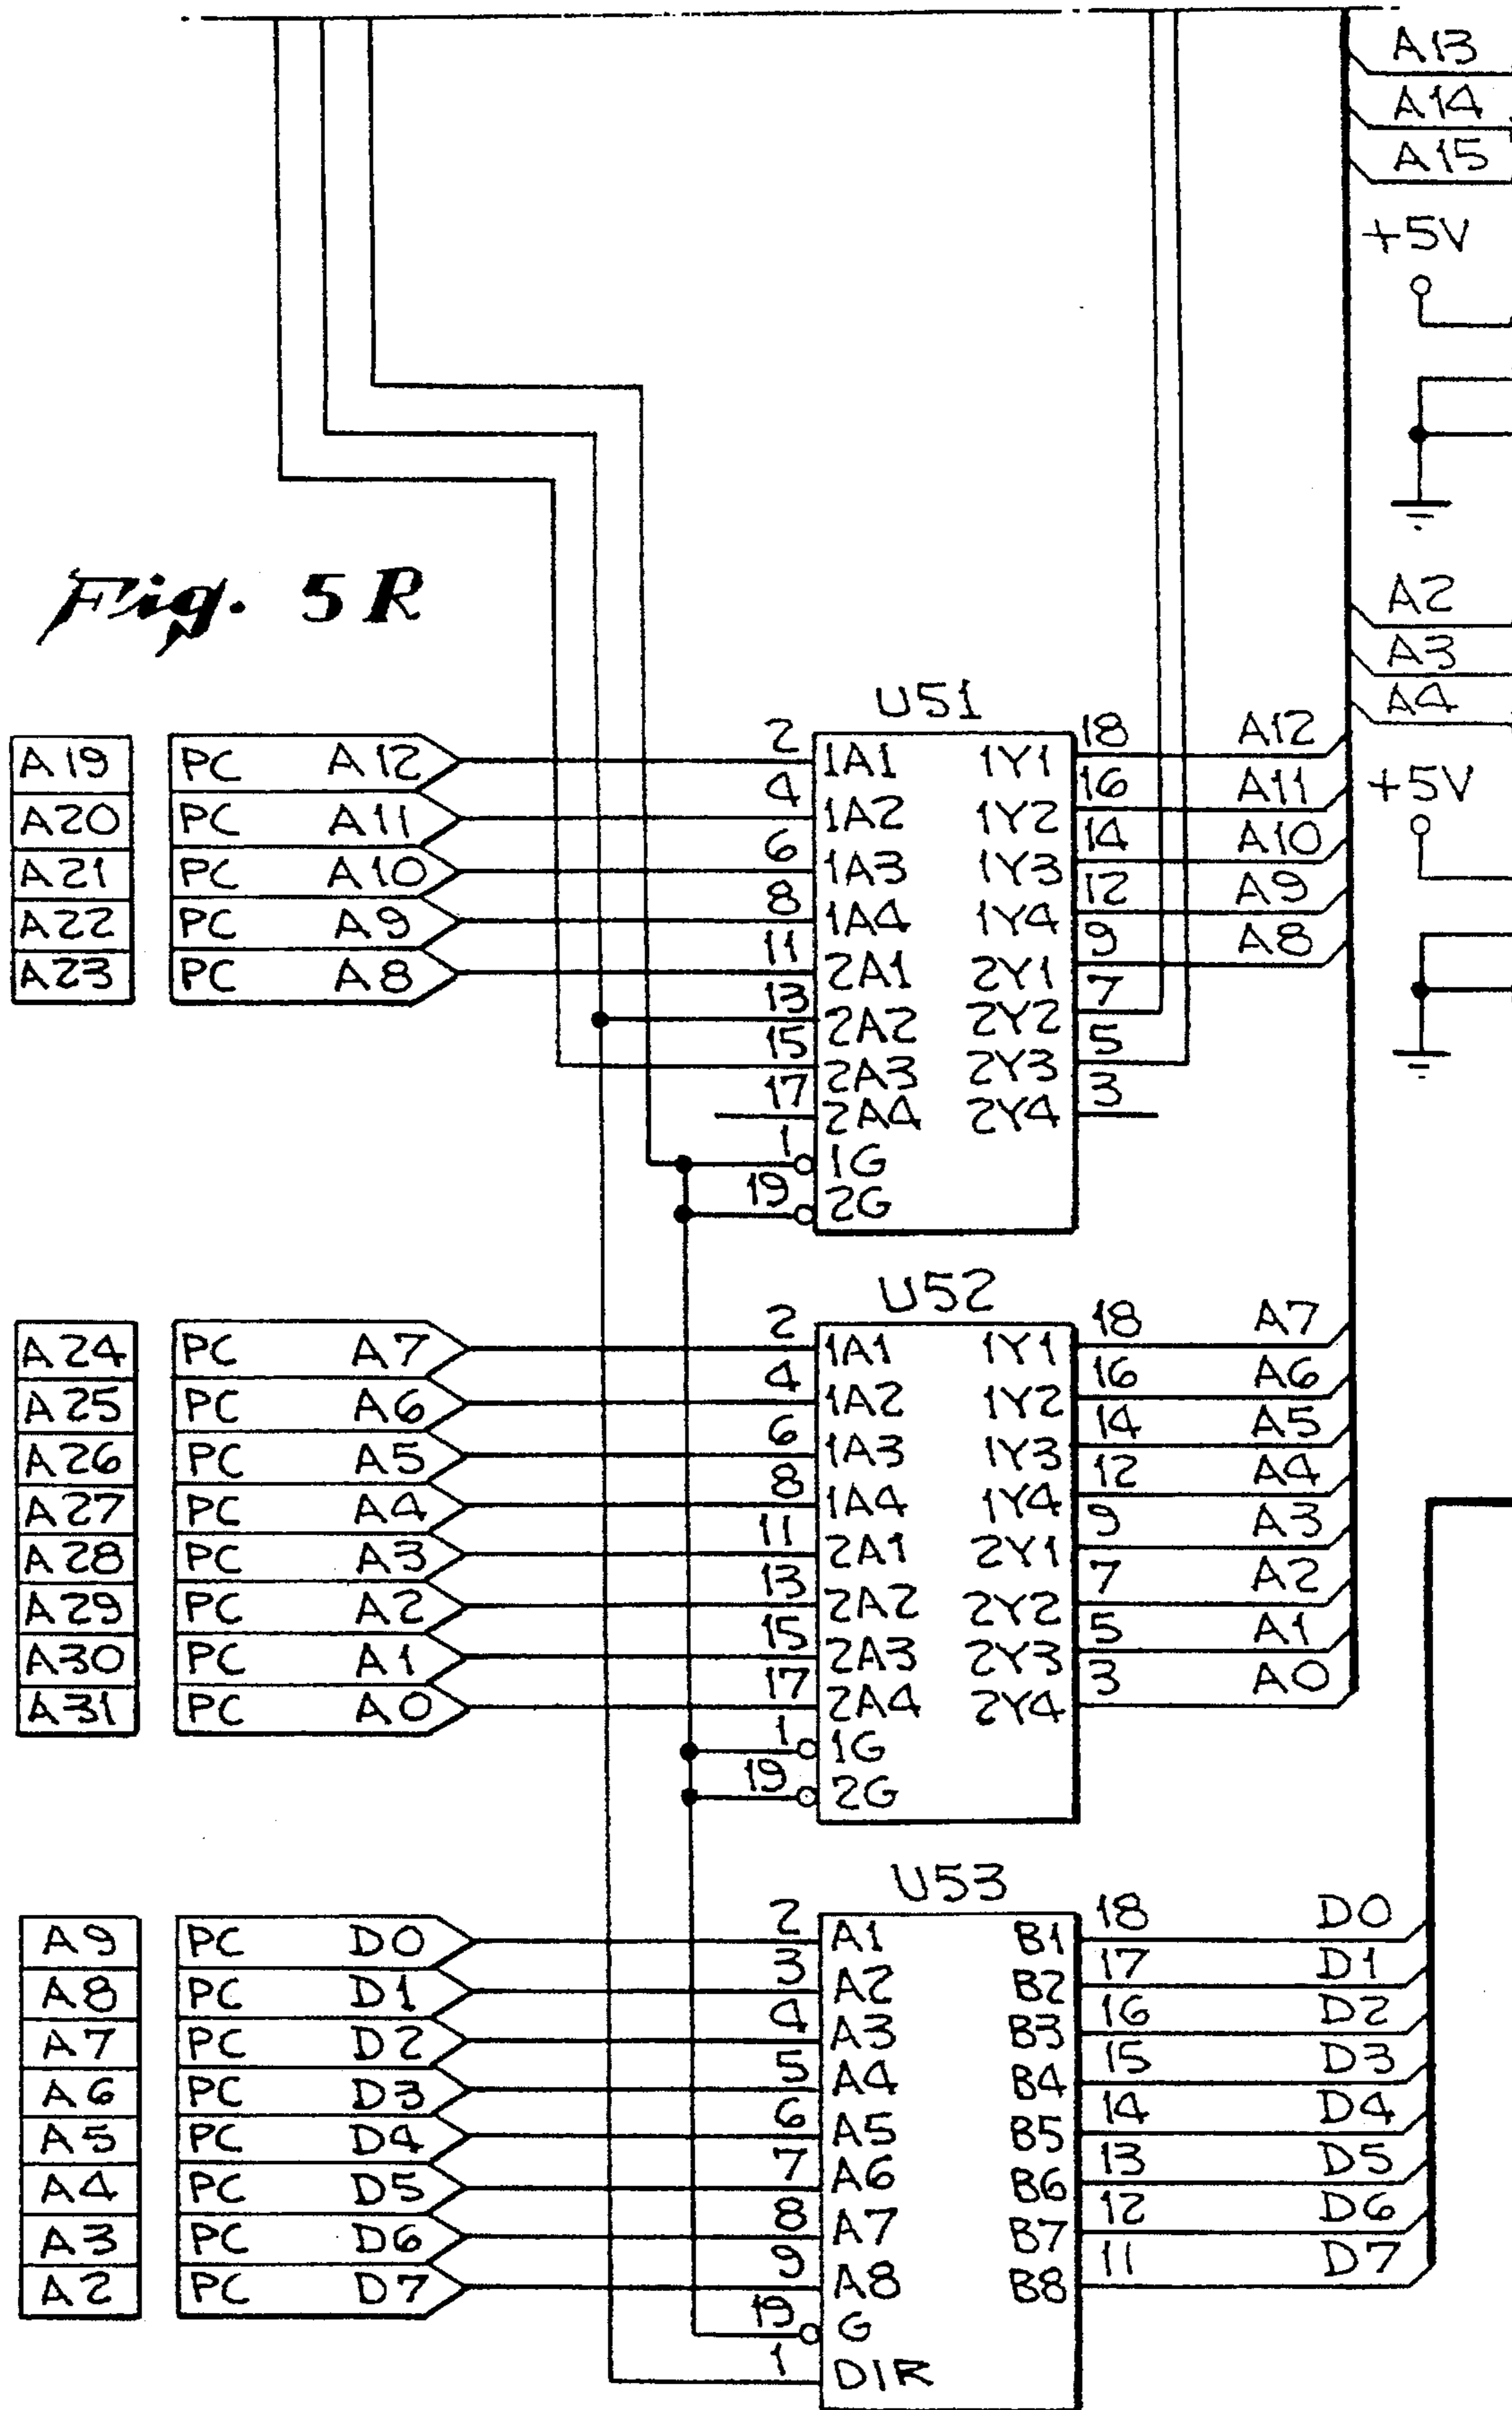 A13
A14
A15
+5V
Fig. 5R
A2
A3
A4
+5V
U51
A19 PC A12 2 1A1 1Y1 18 A12
A20 PC A11 4 1A2 1Y2 16 A11
A21 PC A10 6 1A3 1Y3 14 A10
A22 PC A9 8 1A4 1Y4 12 A9
A23 PC A8 11 2A1 2Y1 9 A8
13 2A2 2Y2 7
15 2A3 2Y3 5
17 2A4 2Y4 3
1 1G
19 2G
U52
A24 PC A7 2 1A1 1Y1 18 A7
A25 PC A6 4 1A2 1Y2 16 A6
A26 PC A5 6 1A3 1Y3 14 A5
A27 PC A4 8 1A4 1Y4 12 A4
A28 PC A3 11 2A1 2Y1 9 A3
A29 PC A2 13 2A2 2Y2 7 A2
A30 PC A1 15 2A3 2Y3 5 A1
A31 PC A0 17 2A4 2Y4 3 A0
1 1G
19 2G
U53
A9 PC D0 2 A1 B1 18 D0
A8 PC D1 3 A2 B2 17 D1
A7 PC D2 4 A3 B3 16 D2
A6 PC D3 5 A4 B4 15 D3
A5 PC D4 6 A5 B5 14 D4
A4 PC D5 7 A6 B6 13 D5
A3 PC D6 8 A7 B7 12 D6
A2 PC D7 9 A8 B8 11 D7
19 G
1 DIR